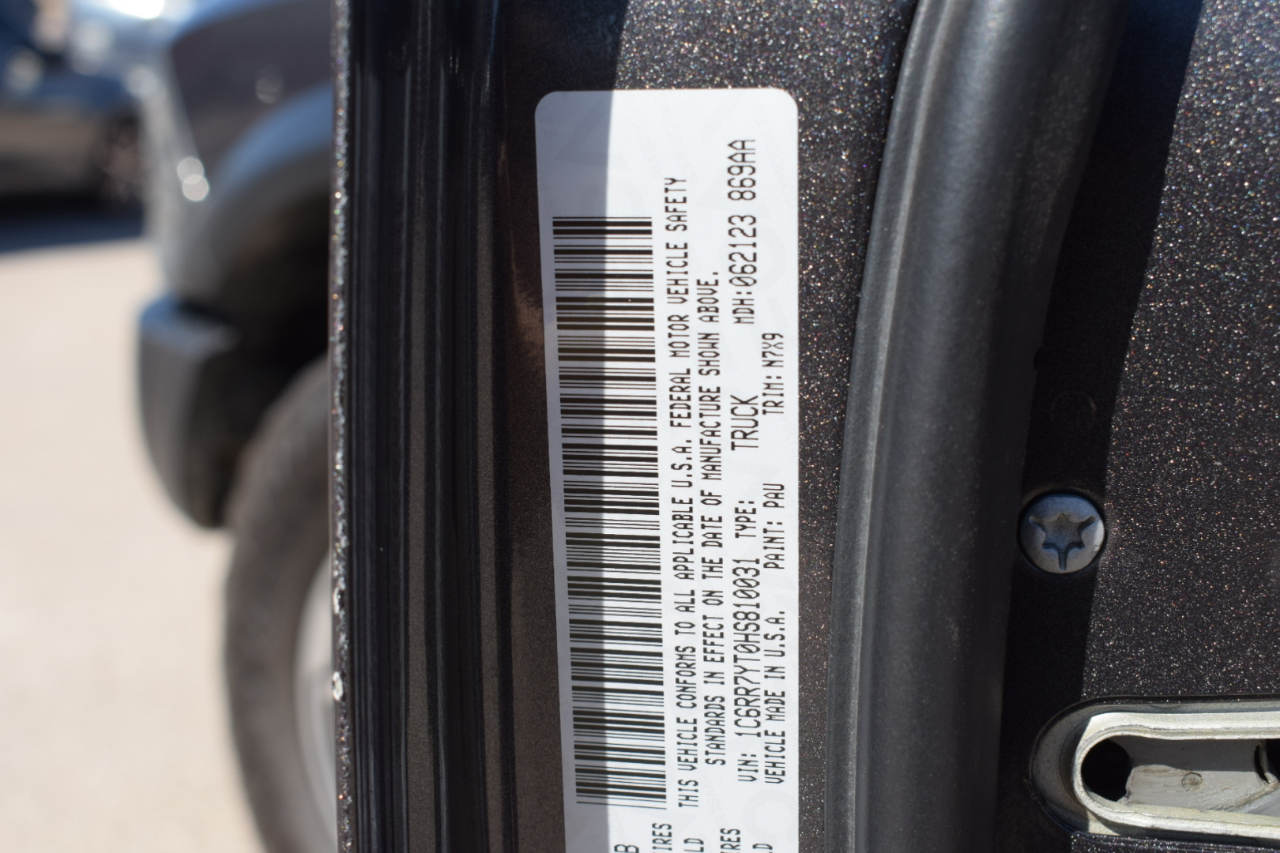 THIS VEHICLE CONFORMS TO ALL APPLICABLE U.S.A. FEDERAL MOTOR VEHICLE SAFETY
STANDARDS IN EFFECT ON THE DATE OF MANUFACTURE SHOWN ABOVE.
VIN: 1C6RR7YT0HS810031 TYPE: TRUCK MDH:062123 869AA
VEHICLE MADE IN U.S.A. PAINT: PAU TRIM: N7X9